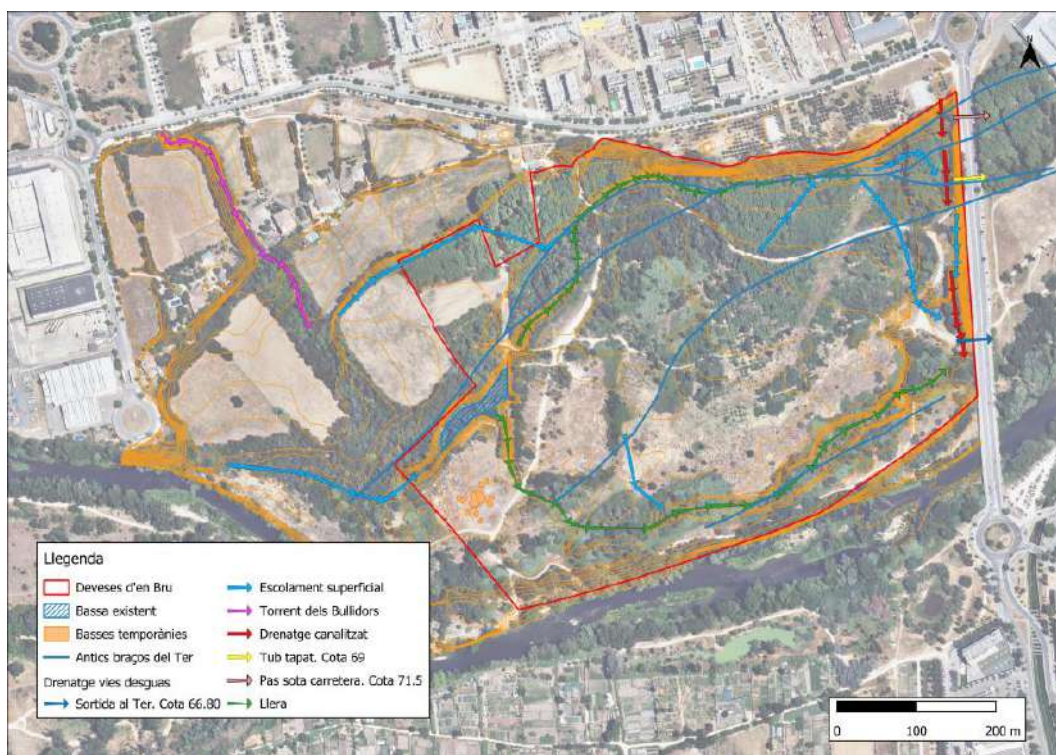 N
Llegenda
Deveses d'en Bru
Bassa existent
Basses temporànies
Antics braços del Ter
Drenatge vies desguas
Sortida al Ter. Cota 66.80
Escolament superficial
Torrent dels Bullidors
Drenatge canalitzat
Tub tapat. Cota 69
Pas sota carretera. Cota 71.5
Llera
0 100 200 m